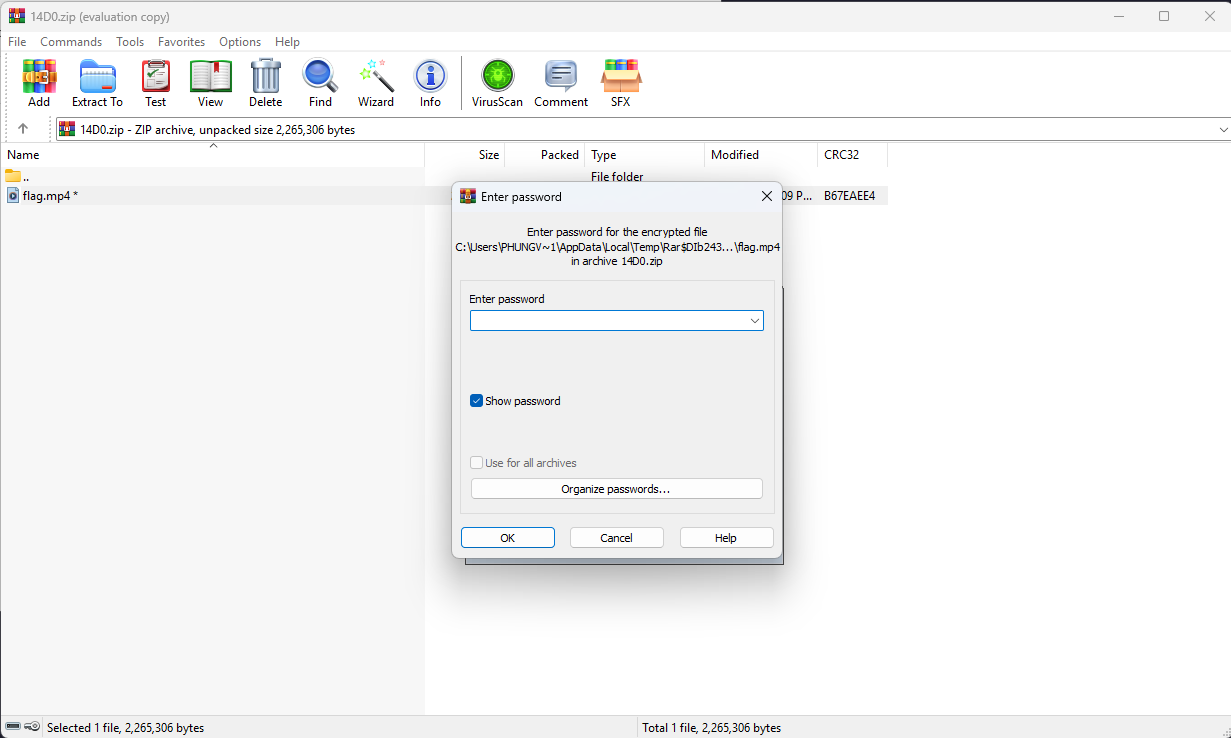 14D0.zip (evaluation copy)
File Commands Tools Favorites Options Help
Add Extract To Test View Delete Find Wizard Info VirusScan Comment SFX
14D0.zip - ZIP archive, unpacked size 2,265,306 bytes
Name Size Packed Type Modified CRC32
.. File folder
flag.mp4 * 09 P... B67EAEE4
Enter password
Enter password for the encrypted file
C:\Users\PHUNGV~1\AppData\Local\Temp\Rar$DIb243...\flag.mp4
in archive 14D0.zip
Enter password
Show password
Use for all archives
Organize passwords...
OK Cancel Help
Selected 1 file, 2,265,306 bytes Total 1 file, 2,265,306 bytes